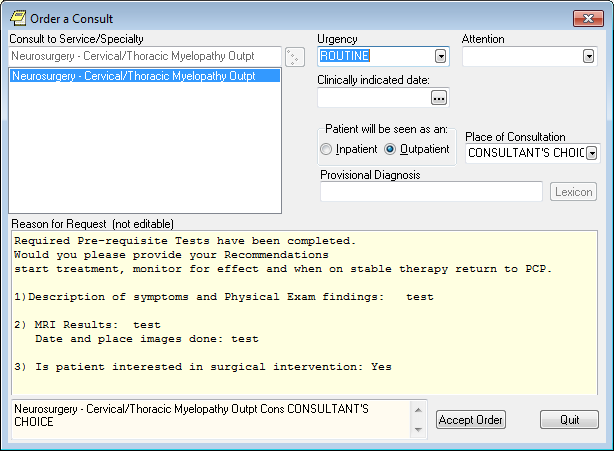 Order a Consult
Consult to Service/Specialty
Neurosurgery - Cervical/Thoracic Myelopathy Outpt
Neurosurgery - Cervical/Thoracic Myelopathy Outpt
Urgency
ROUTINE
Attention
Clinically indicated date:
...
Patient will be seen as an:
Inpatient
Outpatient
Place of Consultation
CONSULTANT'S CHOIC
Provisional Diagnosis
Lexicon
Reason for Request (not editable)
Required Pre-requisite Tests have been completed.
Would you please provide your Recommendations
start treatment, monitor for effect and when on stable therapy return to PCP.
1)Description of symptoms and Physical Exam findings: test
2) MRI Results: test
Date and place images done: test
3) Is patient interested in surgical intervention: Yes
Neurosurgery - Cervical/Thoracic Myelopathy Outpt Cons CONSULTANT'S
CHOICE
Accept Order
Quit